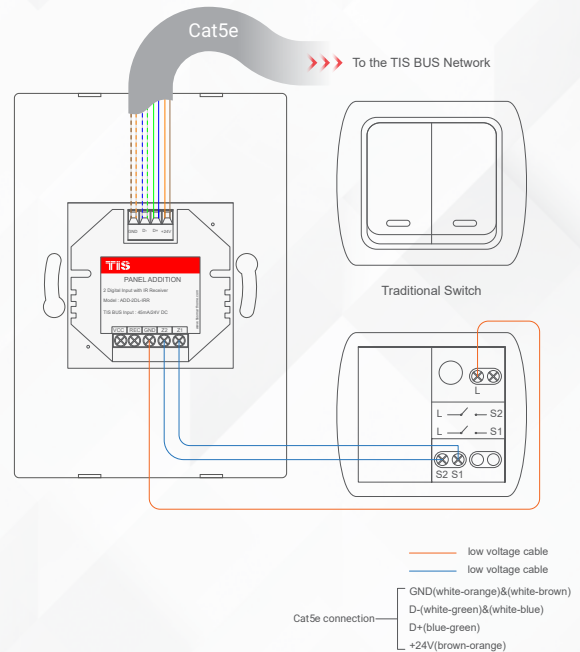 Cat5e
To the TIS BUS Network
GND D- D+ +24V
TIS
PANEL ADDITION
2 Digital Input with IR Receiver
Model : ADD-2DL-IRR
TIS BUS Input : 45mA/24V DC
VCC REC GND Z2 Z1
Traditional Switch
L
L S2
L S1
S2 S1
low voltage cable
low voltage cable
Cat5e connection
GND(white-orange)&(white-brown)
D-(white-green)&(white-blue)
D+(blue-green)
+24V(brown-orange)